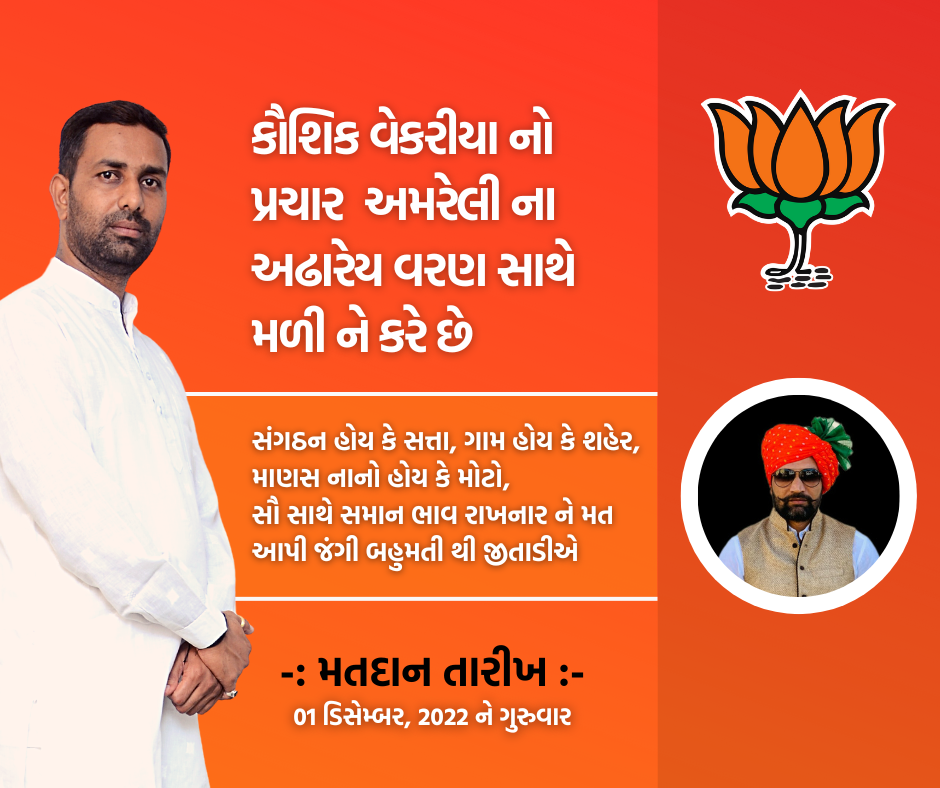 કૌશિક વેકરીયા નો
પ્રચાર અમરેલી ના
અઢારેય વરણ સાથે
મળી ને કરે છે
સંગઠન હોય કે સત્તા, ગામ હોય કે શહેર,
માણસ નાનો હોય કે મોટો,
સૌ સાથે સમાન ભાવ રાખનાર ને મત
આપી જંગી બહુમતી થી જીતાડીએ
-: મતદાન તારીખ :-
01 ડિસેમ્બર, 2022 ને ગુરુવાર